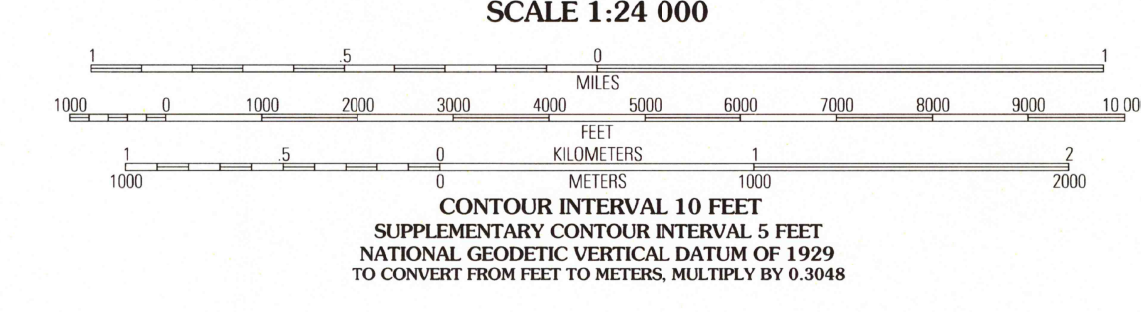 SCALE 1:24 000
1 .5 0 1
MILES
1000 0 1000 2000 3000 4000 5000 6000 7000 8000 9000 10 00
FEET
1 .5 0 KILOMETERS 1 2
1000 0 METERS 1000 2000
CONTOUR INTERVAL 10 FEET
SUPPLEMENTARY CONTOUR INTERVAL 5 FEET
NATIONAL GEODETIC VERTICAL DATUM OF 1929
TO CONVERT FROM FEET TO METERS, MULTIPLY BY 0.3048